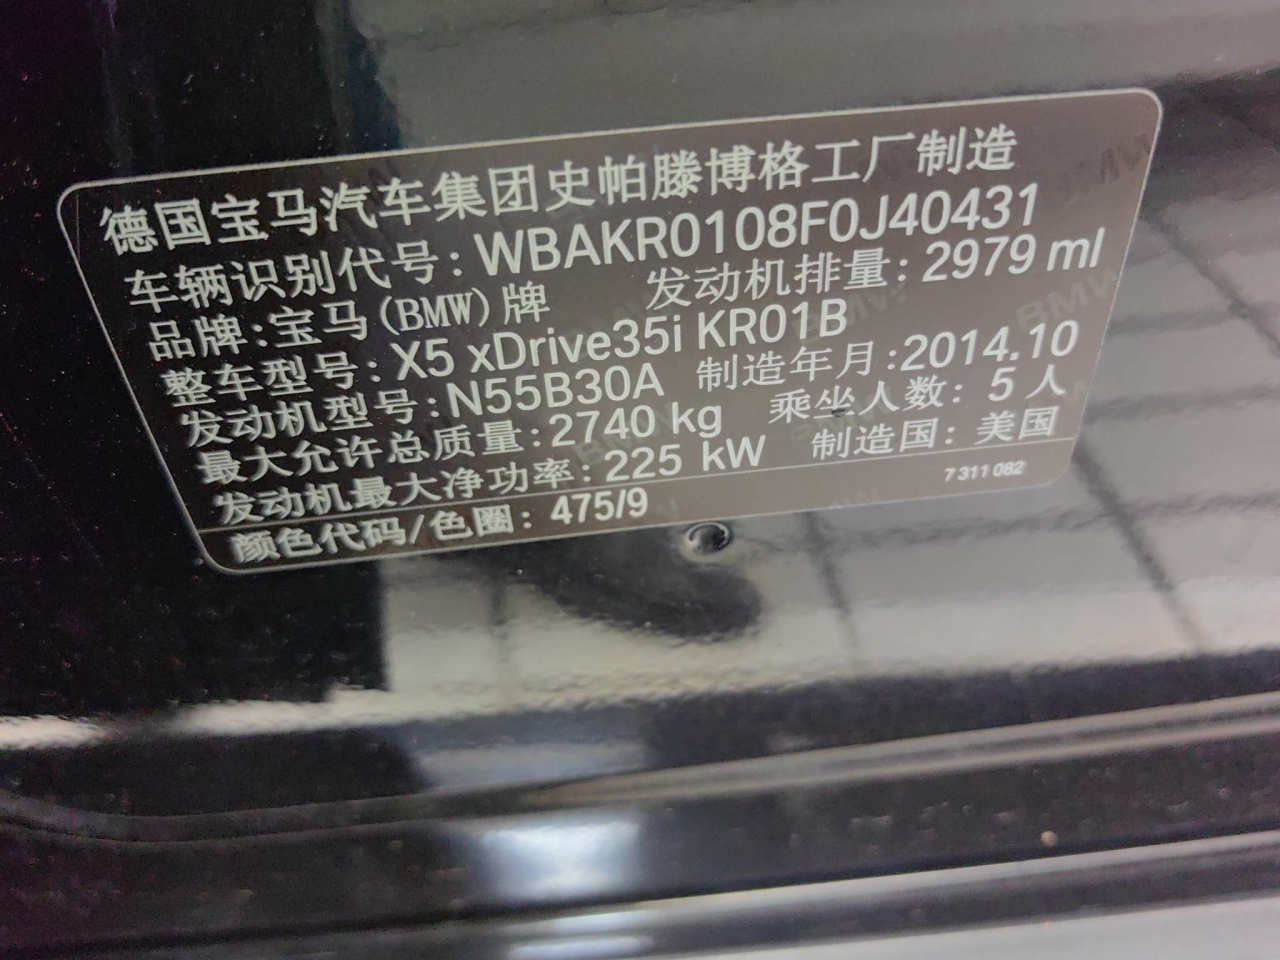 德国宝马汽车集团史帕滕博格工厂制造
车辆识别代号: WBAKR0108F0J40431
品牌:宝马(BMW)牌 发动机排量: 2979 ml
整车型号: X5 xDrive35i KR01B
发动机型号:N55B30A 制造年月:2014.10
最大允许总质量:2740 kg 乘坐人数: 5 人
发动机最大净功率: 225 kW 制造国: 美国
颜色代码/色圈: 475/9 7 311 082